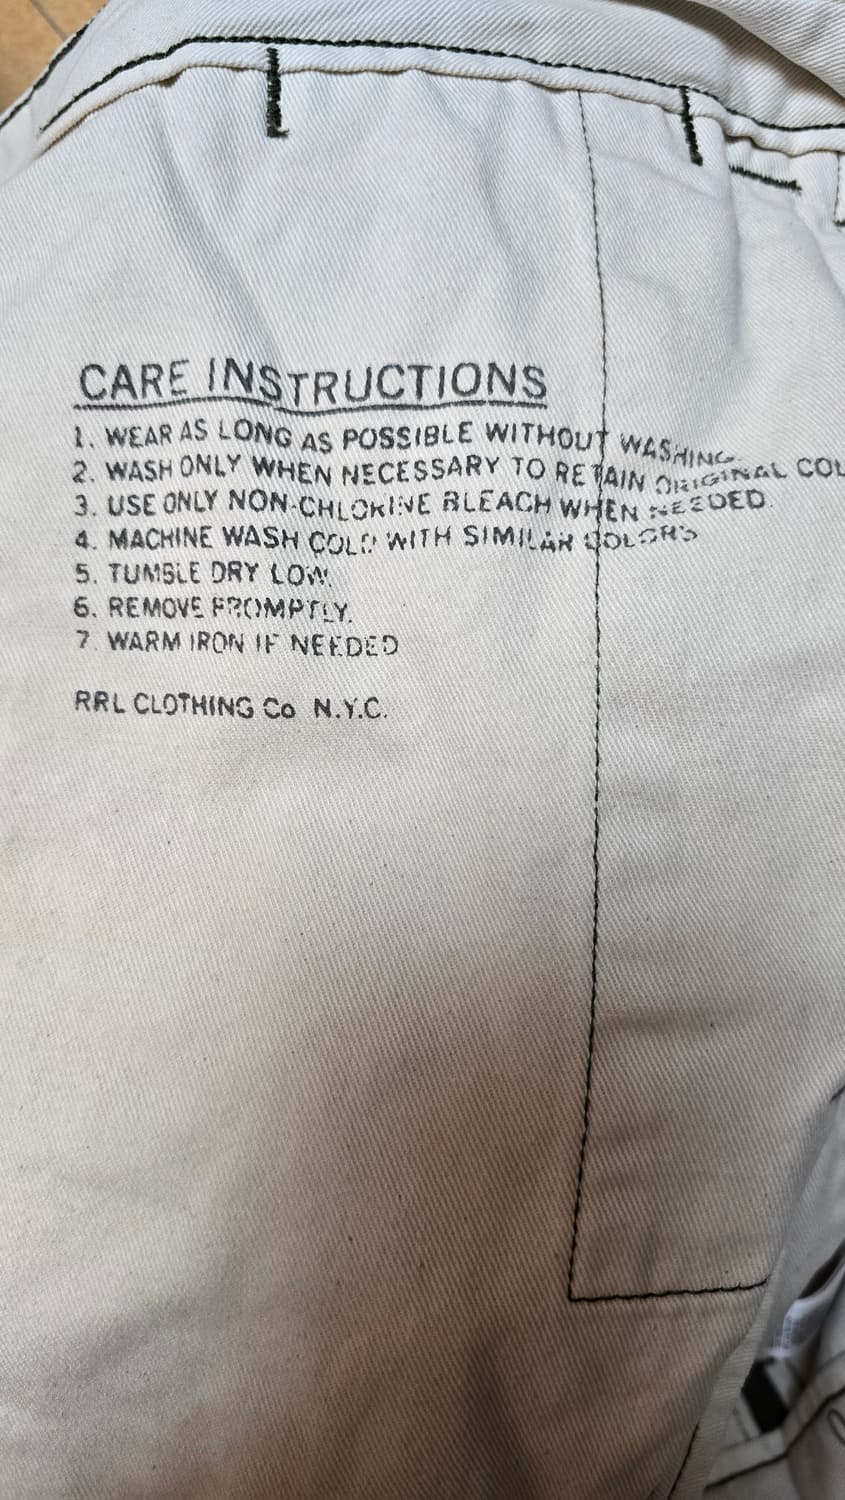 CARE INSTRUCTIONS
1. WEAR AS LONG AS POSSIBLE WITHOUT WASHING.
2. WASH ONLY WHEN NECESSARY TO RETAIN ORIGINAL COL
3. USE ONLY NON-CHLORINE BLEACH WHEN NEEDED.
4. MACHINE WASH COLD WITH SIMILAR COLORS
5. TUMBLE DRY LOW.
6. REMOVE PROMPTLY.
7. WARM IRON IF NEEDED
RRL CLOTHING Co N.Y.C.